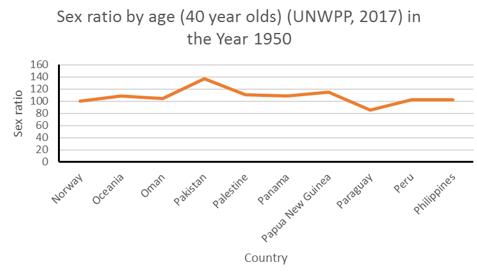 Sex ratio by age (40 year olds) (UNWPP, 2017) in
the Year 1950
160
140
120
100
80
60
40
20
0
Sex ratio
Norway
Oceania
Oman
Pakistan
Palestine
Panama
Papua New Guinea
Paraguay
Peru
Philippines
Country